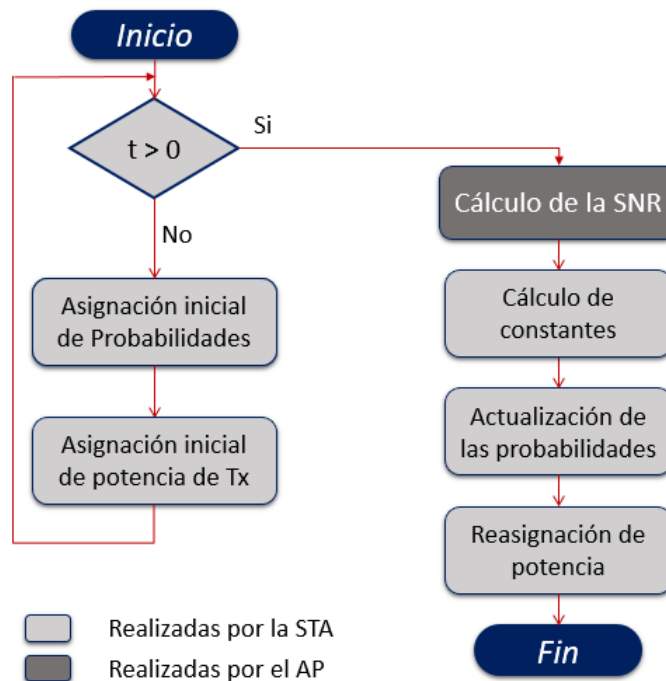 Inicio
t > 0
Si
No
Asignación inicial
de Probabilidades
Asignación inicial
de potencia de Tx
Cálculo de la SNR
Cálculo de
constantes
Actualización de
las probabilidades
Reasignación de
potencia
Fin
Realizadas por la STA
Realizadas por el AP